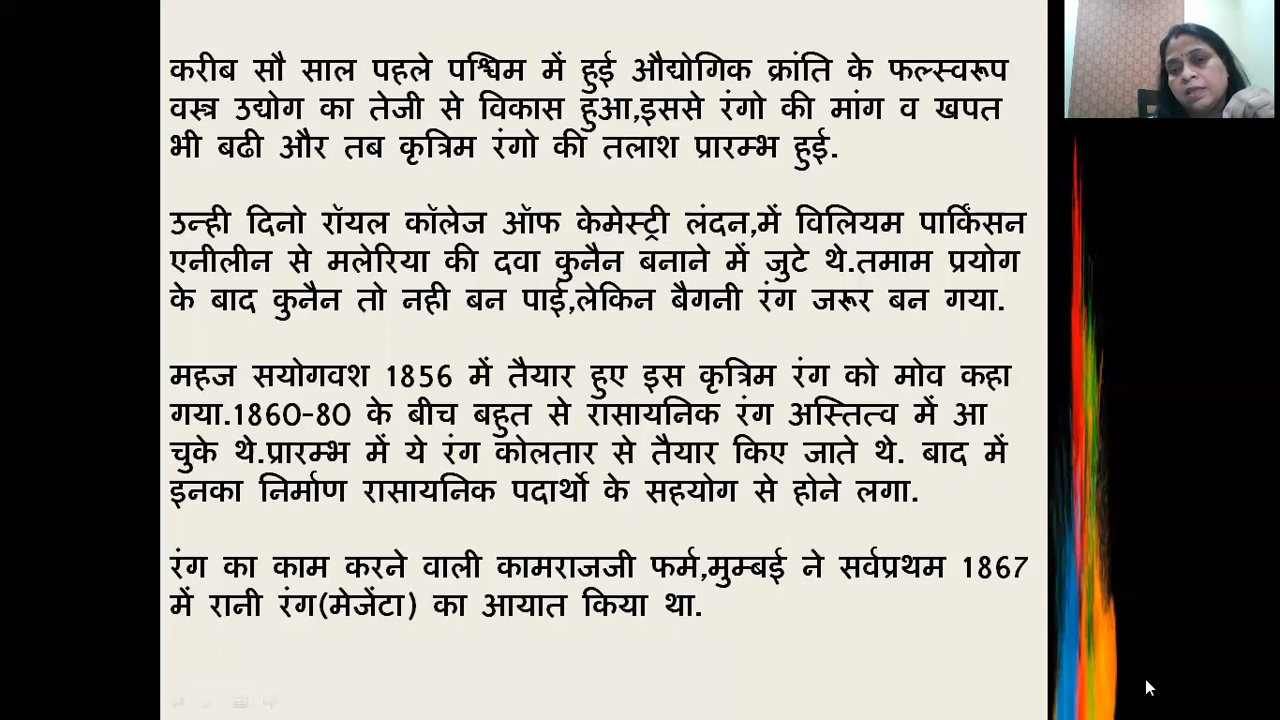 करीब सौ साल पहले पश्चिम में हुई औद्योगिक क्रांति के फल्स्वरूप
वस्त्र उद्योग का तेजी से विकास हुआ,इससे रंगो की मांग व खपत
भी बढी और तब कृत्रिम रंगो की तलाश प्रारम्भ हुई.
उन्ही दिनो रॉयल कॉलेज ऑफ केमेस्ट्री लंदन,में विलियम पार्किंसन
एनीलीन से मलेरिया की दवा कुनैन बनाने में जुटे थे.तमाम प्रयोग
के बाद कुनैन तो नही बन पाई,लेकिन बैगनी रंग जरूर बन गया.
महज सयोगवश 1856 में तैयार हुए इस कृत्रिम रंग को मोव कहा
गया.1860-80 के बीच बहुत से रासायनिक रंग अस्तित्व में आ
चुके थे.प्रारम्भ में ये रंग कोलतार से तैयार किए जाते थे. बाद में
इनका निर्माण रासायनिक पदार्थो के सहयोग से होने लगा.
रंग का काम करने वाली कामराजजी फर्म,मुम्बई ने सर्वप्रथम 1867
में रानी रंग(मेजेंटा) का आयात किया था.